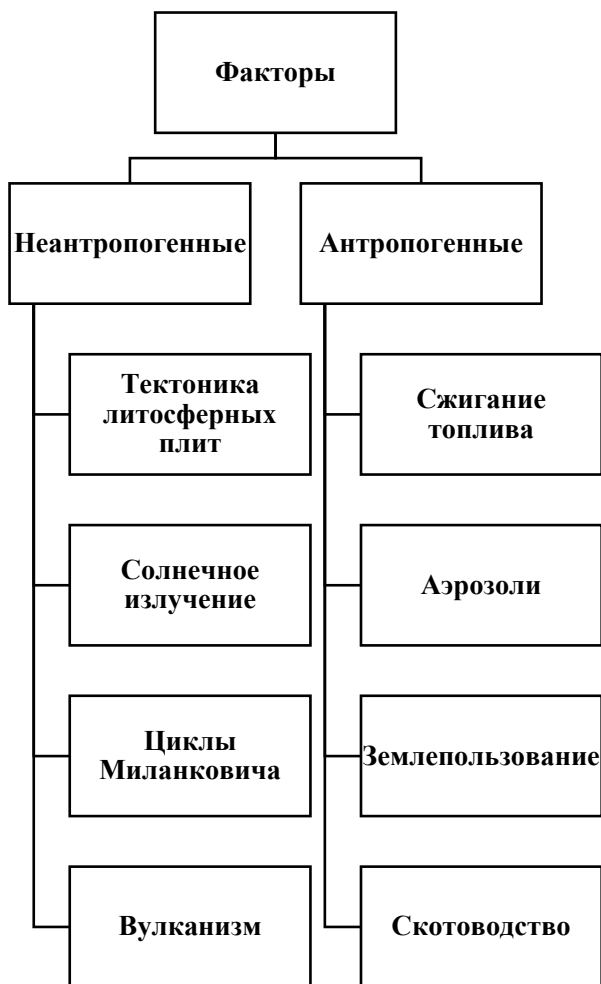 Факторы
Неантропогенные
Тектоника
литосферных
плит
Солнечное
излучение
Циклы
Миланковича
Вулканизм
Антропогенные
Сжигание
топлива
Аэрозоли
Землепользование
Скотоводство